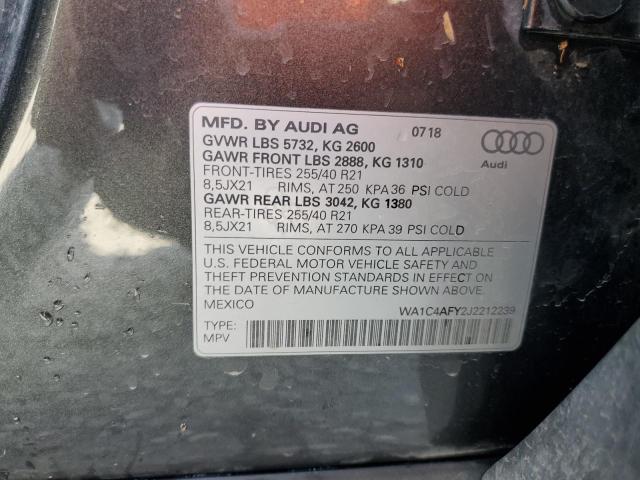 MFD. BY AUDI AG 07 18
GVWR LBS 5732, KG 2600
GAWR FRONT LBS 2888, KG 1310
FRONT-TIRES 255/40 R21
8,5JX21 RIMS, AT 250 KPA 36 PSI COLD
GAWR REAR LBS 3042, KG 1380
REAR-TIRES 255/40 R21
8,5JX21 RIMS, AT 270 KPA 39 PSI COLD
Audi
THIS VEHICLE CONFORMS TO ALL APPLICABLE
U.S. FEDERAL MOTOR VEHICLE SAFETY AND
THEFT PREVENTION STANDARDS IN EFFECT ON
THE DATE OF MANUFACTURE SHOWN ABOVE.
MEXICO WA1C4AFY2J2212239
TYPE:
MPV